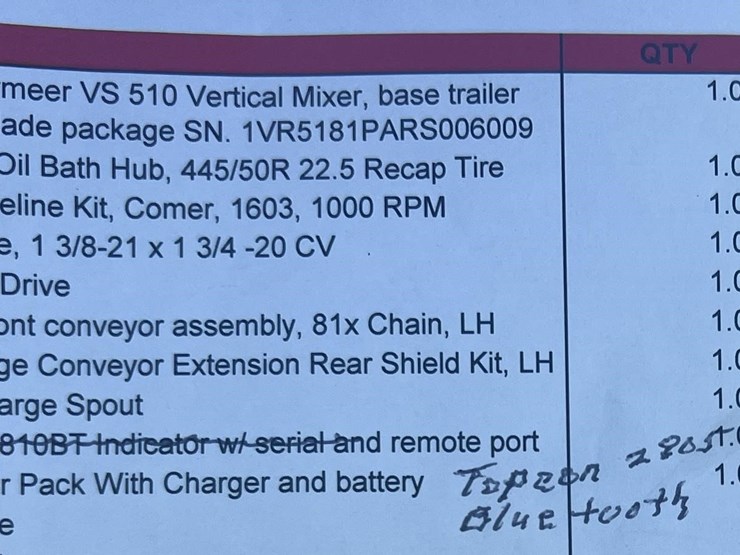 QTY
meer VS 510 Vertical Mixer, base trailer 1.0
ade package SN. 1VR5181PARS006009
Oil Bath Hub, 445/50R 22.5 Recap Tire 1.0
eline Kit, Comer, 1603, 1000 RPM 1.0
e, 1 3/8-21 x 1 3/4 -20 CV 1.0
Drive 1.0
ont conveyor assembly, 81x Chain, LH 1.0
ge Conveyor Extension Rear Shield Kit, LH 1.0
arge Spout 1.0
810BT Indicator w/ serial and remote port
r Pack With Charger and battery 1.0
Blue tooth
e